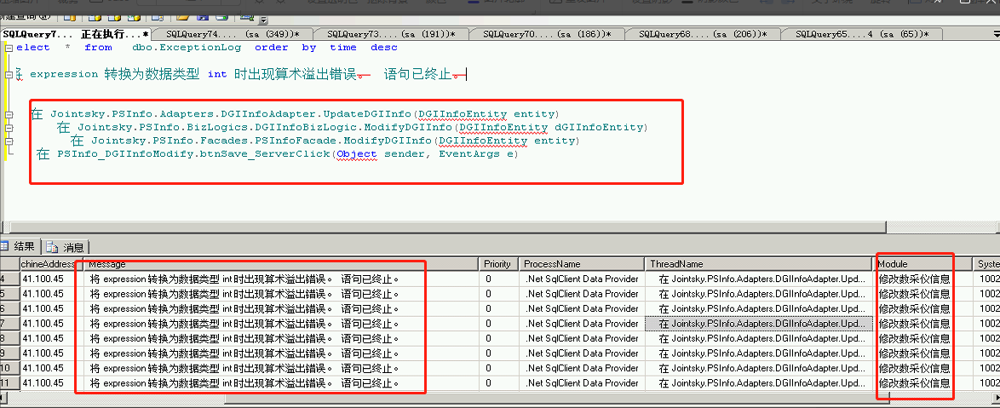 SQLQuery7... 正在执行...* SQLQuery74.... (sa (349))* SQLQuery73.... (sa (191))* SQLQuery70.... (sa (186))* SQLQuery68.... (sa (206))* SQLQuery65....4 (sa (65))*
elect * from dbo.ExceptionLog order by time desc
expression 转换为数据类型 int 时出现算术溢出错误。 语句已终止。
在 Jointsky.PSInfo.Adapters.DGIInfoAdapter.UpdateDGIInfo(DGIInfoEntity entity)
在 Jointsky.PSInfo.BizLogics.DGIInfoBizLogic.ModifyDGIInfo(DGIInfoEntity dGIInfoEntity)
在 Jointsky.PSInfo.Facades.PSInfoFacade.ModifyDGIInfo(DGIInfoEntity entity)
在 PSInfo_DGIInfoModify.btnSave_ServerClick(Object sender, EventArgs e)
结果 消息
chineAddress Message Priority ProcessName ThreadName Module Syste
4 41.100.45 将 expression 转换为数据类型 int 时出现算术溢出错误。 语句已终止。 0 .Net SqlClient Data Provider 在 Jointsky.PSInfo.Adapters.DGIInfoAdapter.Upd... 修改数采仪信息 1002
5 41.100.45 将 expression 转换为数据类型 int 时出现算术溢出错误。 语句已终止。 0 .Net SqlClient Data Provider 在 Jointsky.PSInfo.Adapters.DGIInfoAdapter.Upd... 修改数采仪信息 1002
6 41.100.45 将 expression 转换为数据类型 int 时出现算术溢出错误。 语句已终止。 0 .Net SqlClient Data Provider 在 Jointsky.PSInfo.Adapters.DGIInfoAdapter.Upd... 修改数采仪信息 1002
7 41.100.45 将 expression 转换为数据类型 int 时出现算术溢出错误。 语句已终止。 0 .Net SqlClient Data Provider 在 Jointsky.PSInfo.Adapters.DGIInfoAdapter.Upd... 修改数采仪信息 1002
8 41.100.45 将 expression 转换为数据类型 int 时出现算术溢出错误。 语句已终止。 0 .Net SqlClient Data Provider 在 Jointsky.PSInfo.Adapters.DGIInfoAdapter.Upd... 修改数采仪信息 1002
9 41.100.45 将 expression 转换为数据类型 int 时出现算术溢出错误。 语句已终止。 0 .Net SqlClient Data Provider 在 Jointsky.PSInfo.Adapters.DGIInfoAdapter.Upd... 修改数采仪信息 1002
10 41.100.45 将 expression 转换为数据类型 int 时出现算术溢出错误。 语句已终止。 0 .Net SqlClient Data Provider 在 Jointsky.PSInfo.Adapters.DGIInfoAdapter.Upd... 修改数采仪信息 1002
11 41.100.45 将 expression 转换为数据类型 int 时出现算术溢出错误。 语句已终止。 0 .Net SqlClient Data Provider 在 Jointsky.PSInfo.Adapters.DGIInfoAdapter.Upd... 修改数采仪信息 1002